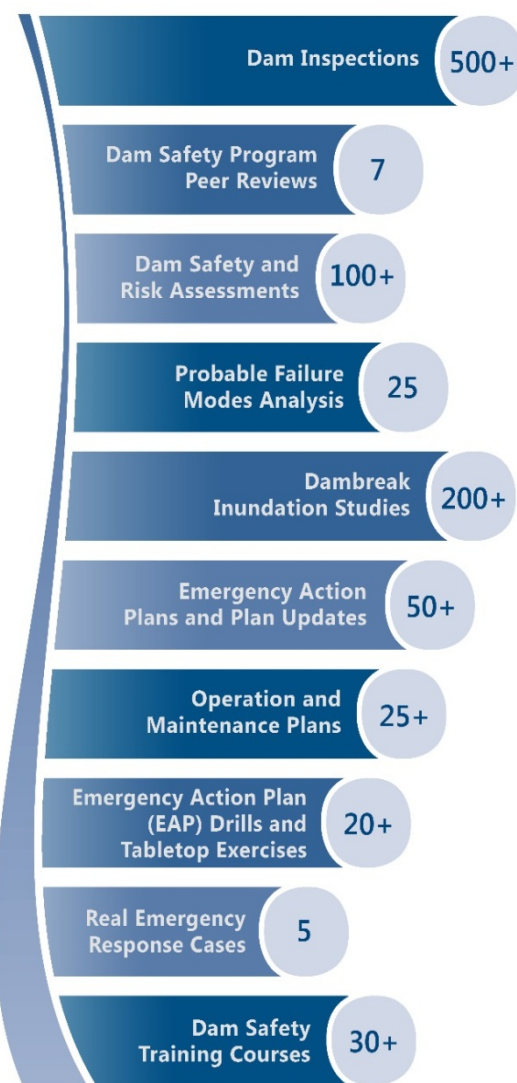 Dam Inspections
500+
Dam Safety Program
Peer Reviews
7
Dam Safety and
Risk Assessments
100+
Probable Failure
Modes Analysis
25
Dambreak
Inundation Studies
200+
Emergency Action
Plans and Plan Updates
50+
Operation and
Maintenance Plans
25+
Emergency Action Plan
(EAP) Drills and
Tabletop Exercises
20+
Real Emergency
Response Cases
5
Dam Safety
Training Courses
30+